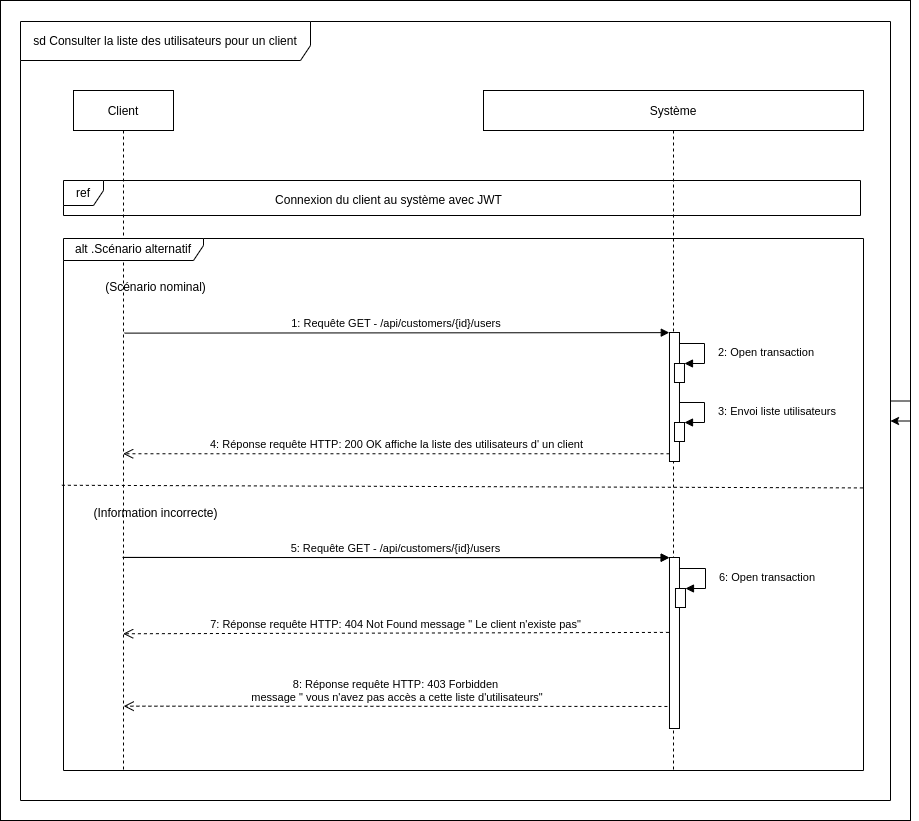 sd Consulter la liste des utilisateurs pour un client
Client
Système
ref
Connexion du client au système avec JWT
alt .Scénario alternatif
(Scénario nominal)
1: Requête GET - /api/customers/{id}/users
2: Open transaction
3: Envoi liste utilisateurs
4: Réponse requête HTTP: 200 OK affiche la liste des utilisateurs d' un client
(Information incorrecte)
5: Requête GET - /api/customers/{id}/users
6: Open transaction
7: Réponse requête HTTP: 404 Not Found message " Le client n'existe pas"
8: Réponse requête HTTP: 403 Forbidden
message " vous n'avez pas accès a cette liste d'utilisateurs"